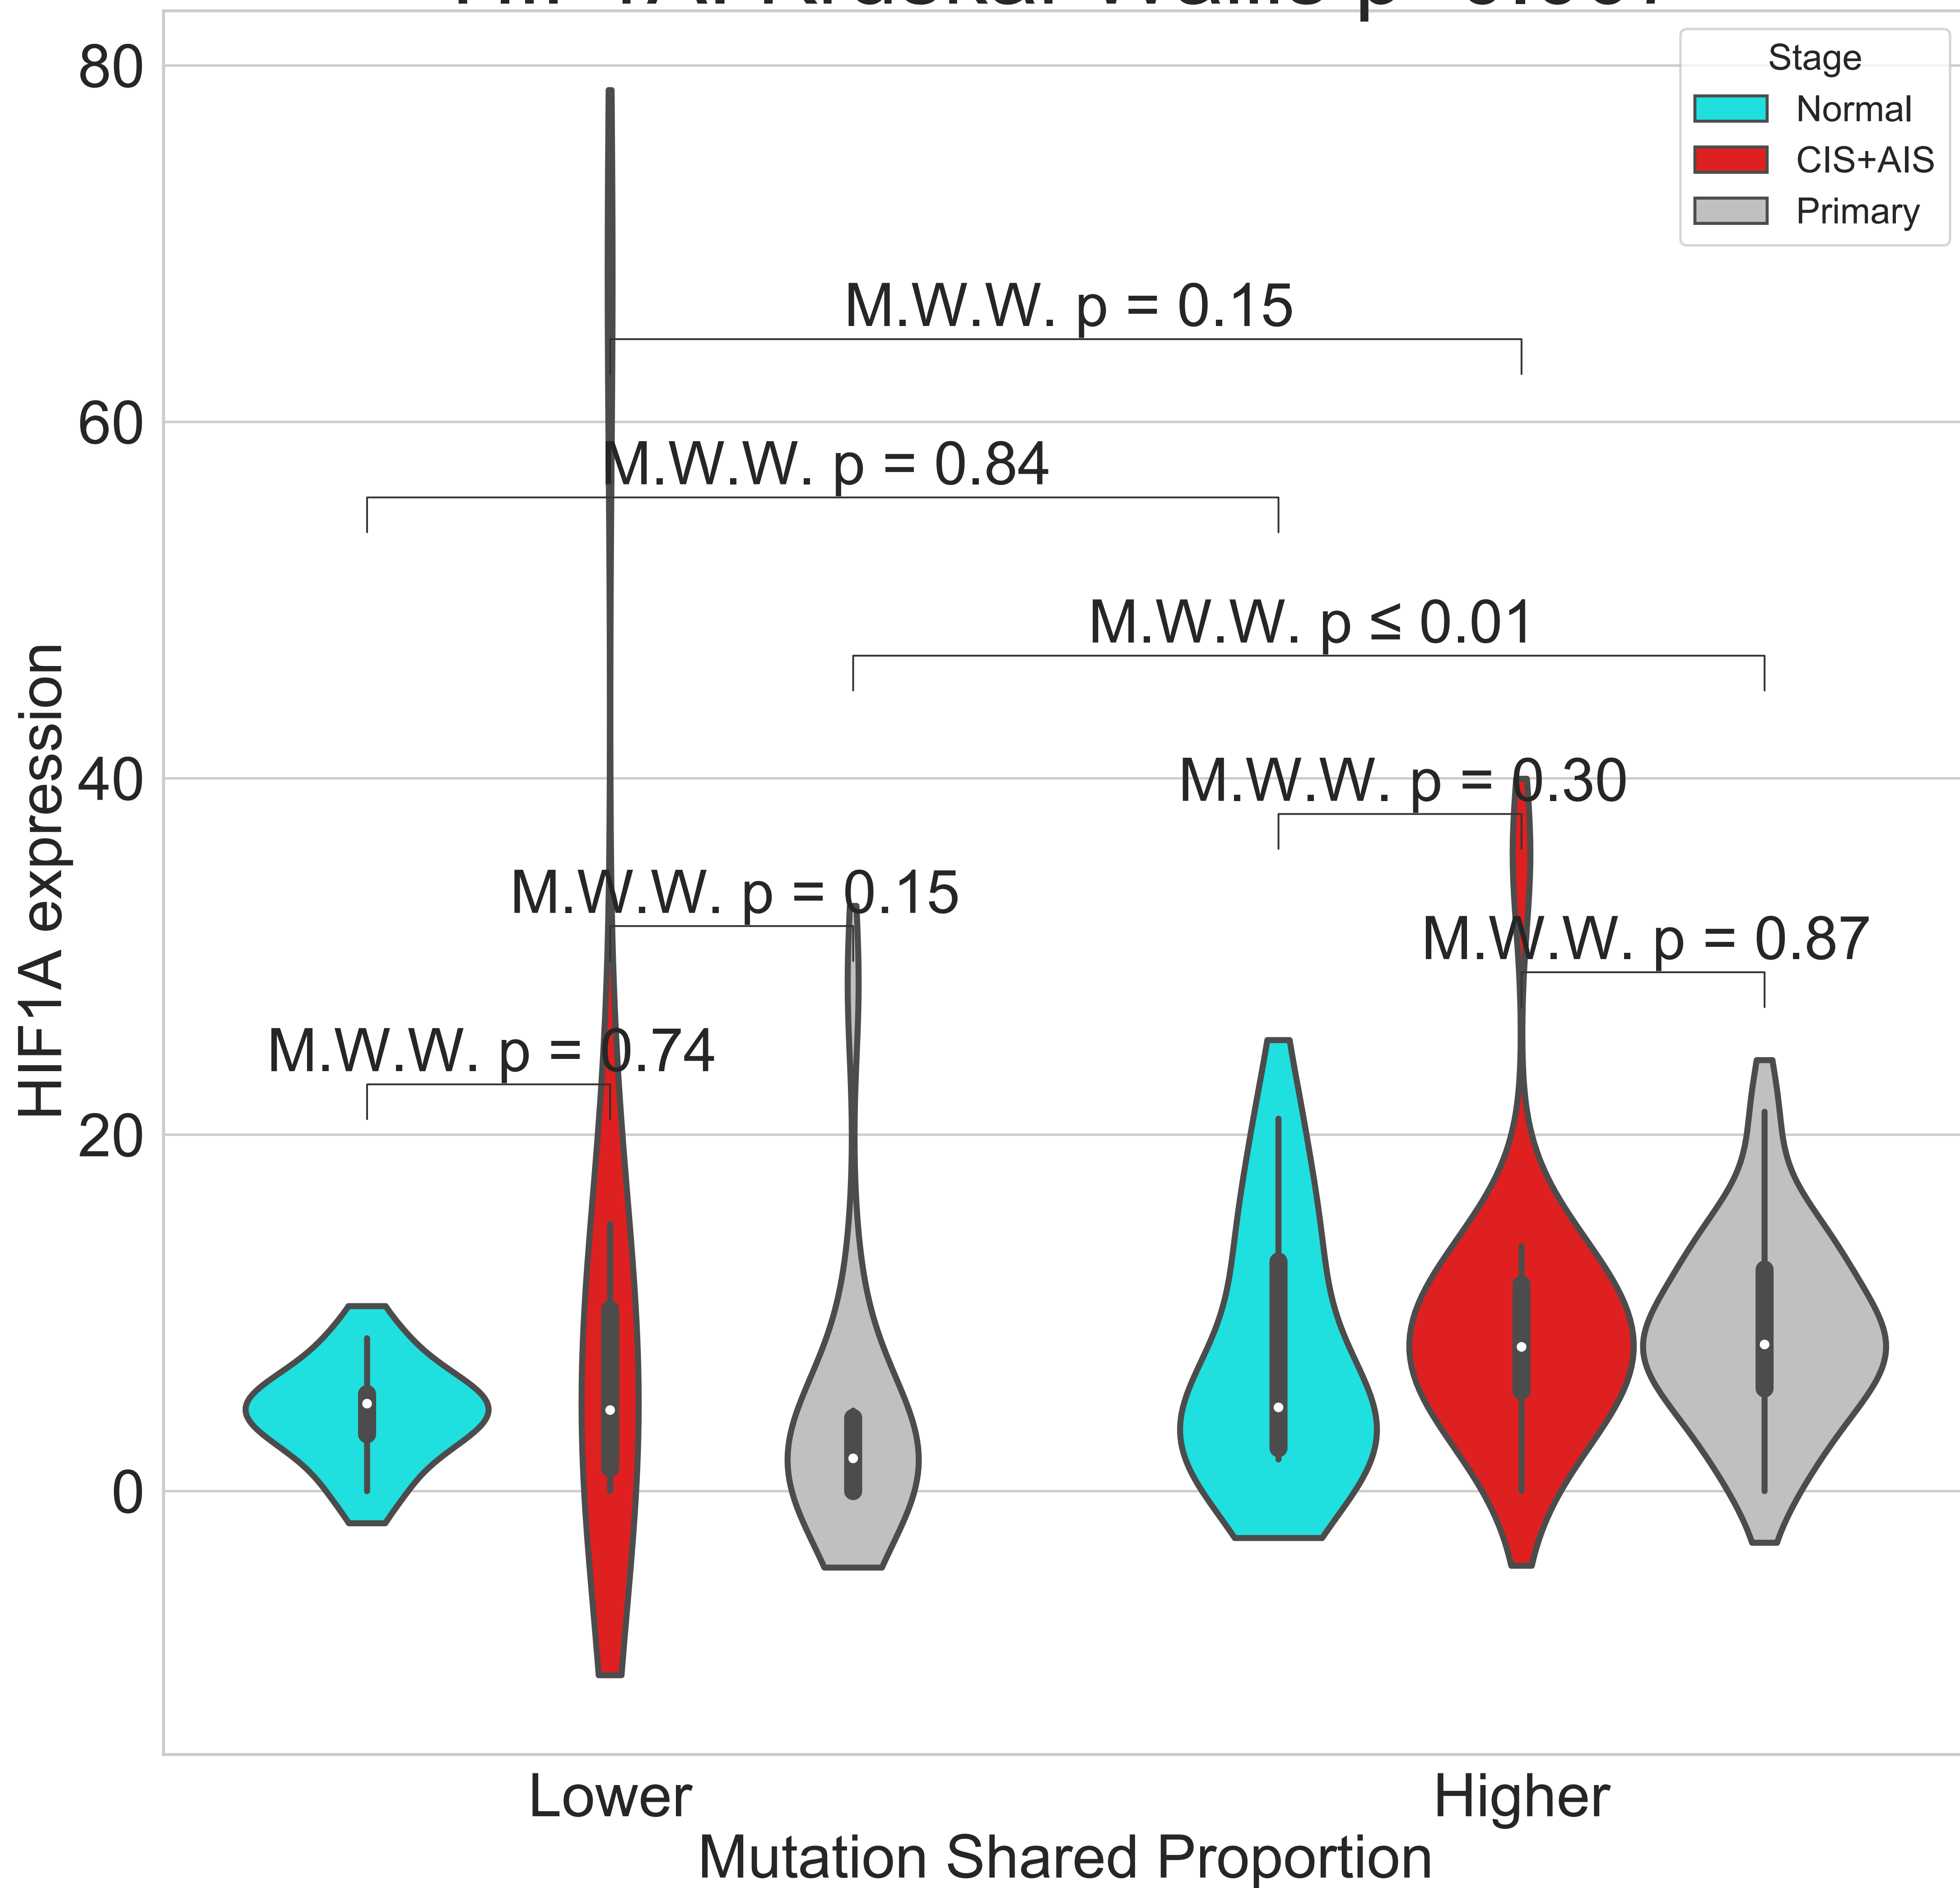 80
Stage
Normal
CIS+AIS
Primary
M.W.W. p = 0.15
60
M.W.W. p = 0.84
M.W.W. p ≤ 0.01
40
M.W.W. p = 0.30
M.W.W. p = 0.15
M.W.W. p = 0.87
M.W.W. p = 0.74
20
0
HIF1A expression
Lower
Higher
Mutation Shared Proportion